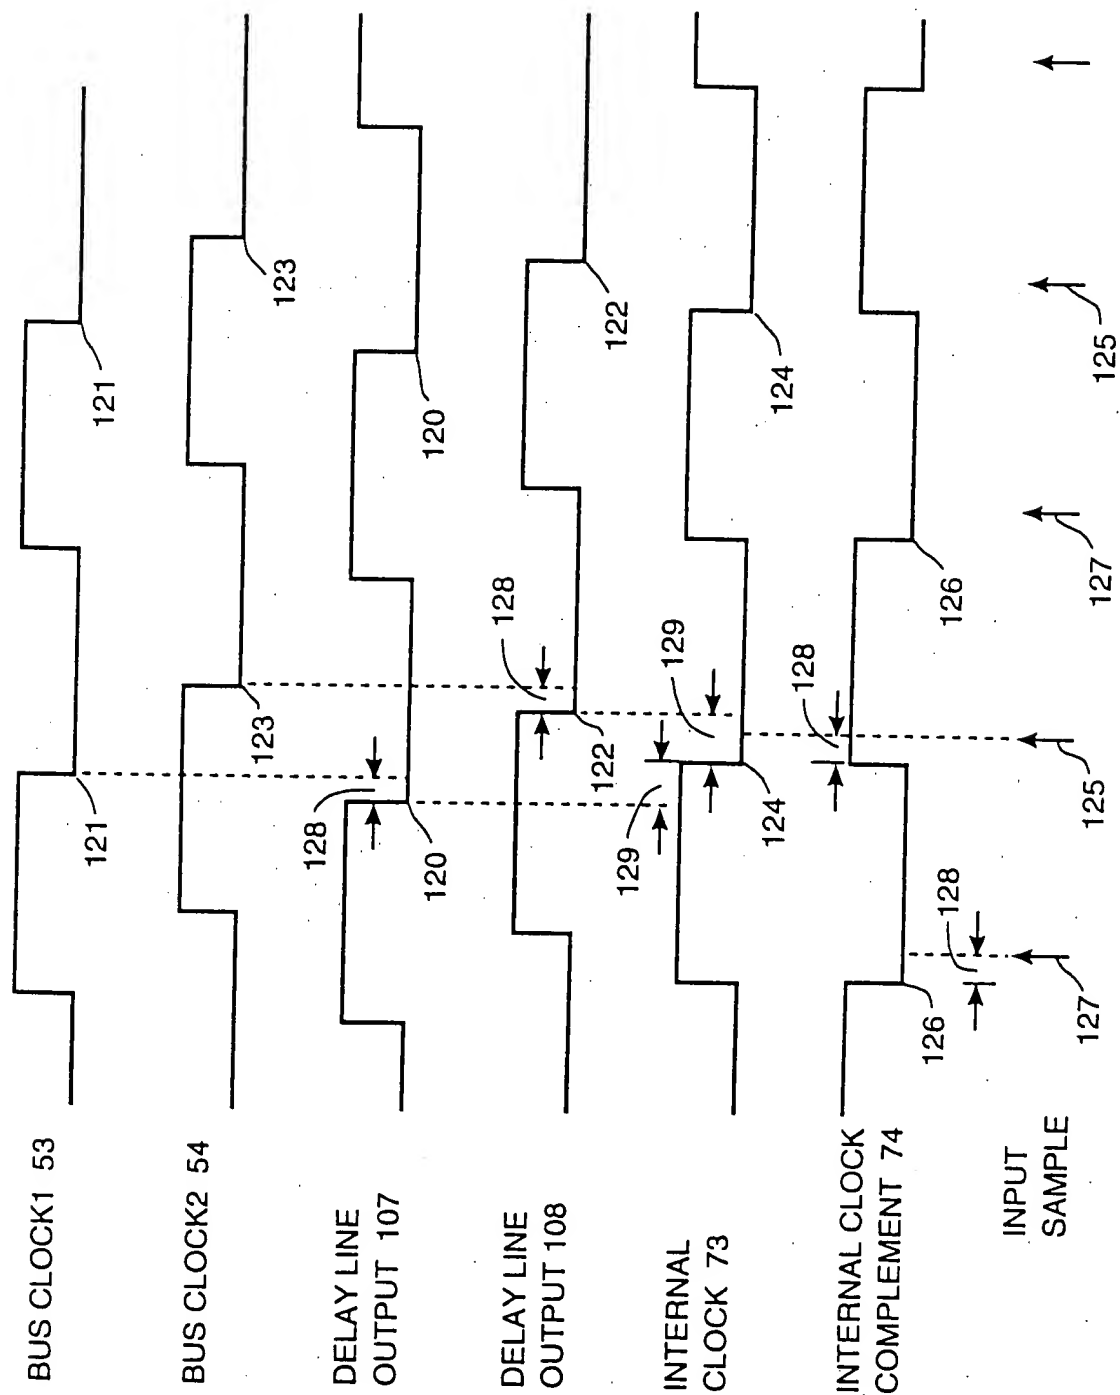 BUS CLOCK1 53
121
121
BUS CLOCK2 54
123
123
DELAY LINE
OUTPUT 107
128
120
120
DELAY LINE
OUTPUT 108
122
128
122
INTERNAL
CLOCK 73
129
124
129
124
INTERNAL CLOCK
COMPLEMENT 74
126
128
126
INPUT
SAMPLE
128
127
125
127
125